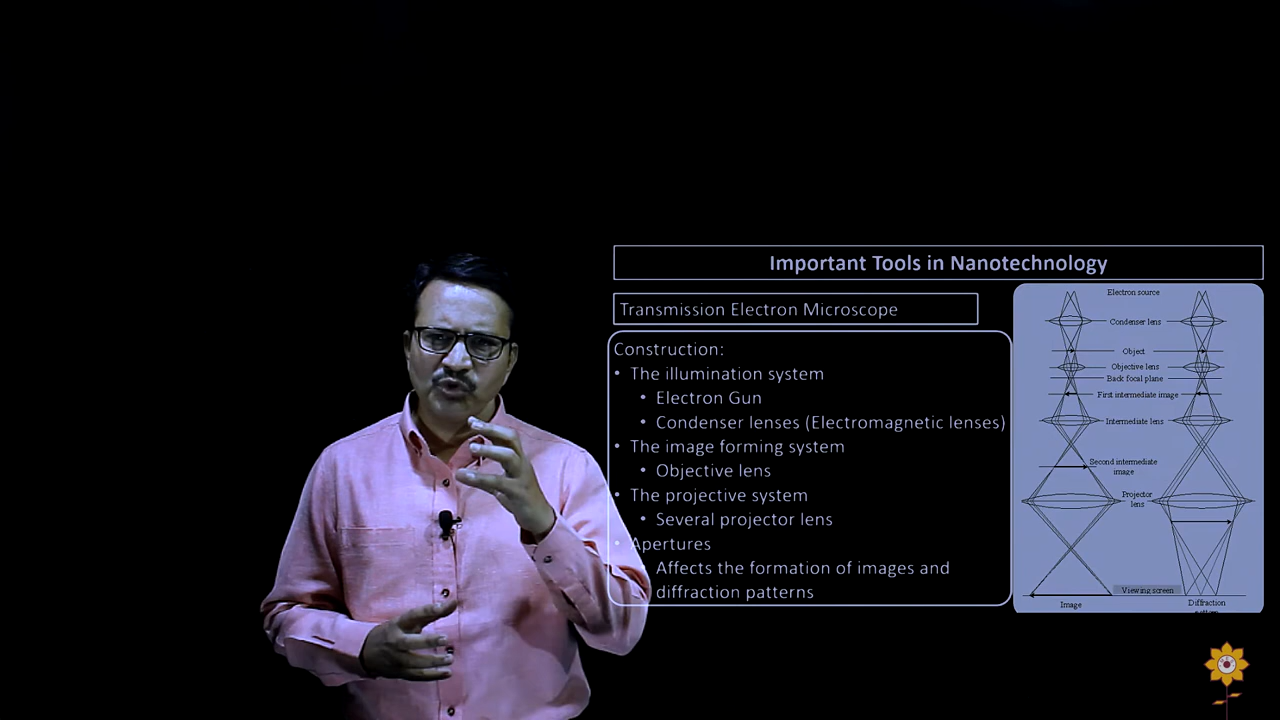 Important Tools in Nanotechnology
Transmission Electron Microscope
Construction:
• The illumination system
• Electron Gun
• Condenser lenses (Electromagnetic lenses)
• The image forming system
• Objective lens
• The projective system
• Several projector lens
• Apertures
Affects the formation of images and
diffraction patterns
Electron source
Condenser lens
Object
Objective lens
Back focal plane
First intermediate image
Intermediate lens
Second intermediate
image
Projector
lens
Viewing screen
Image
Diffraction
pattern